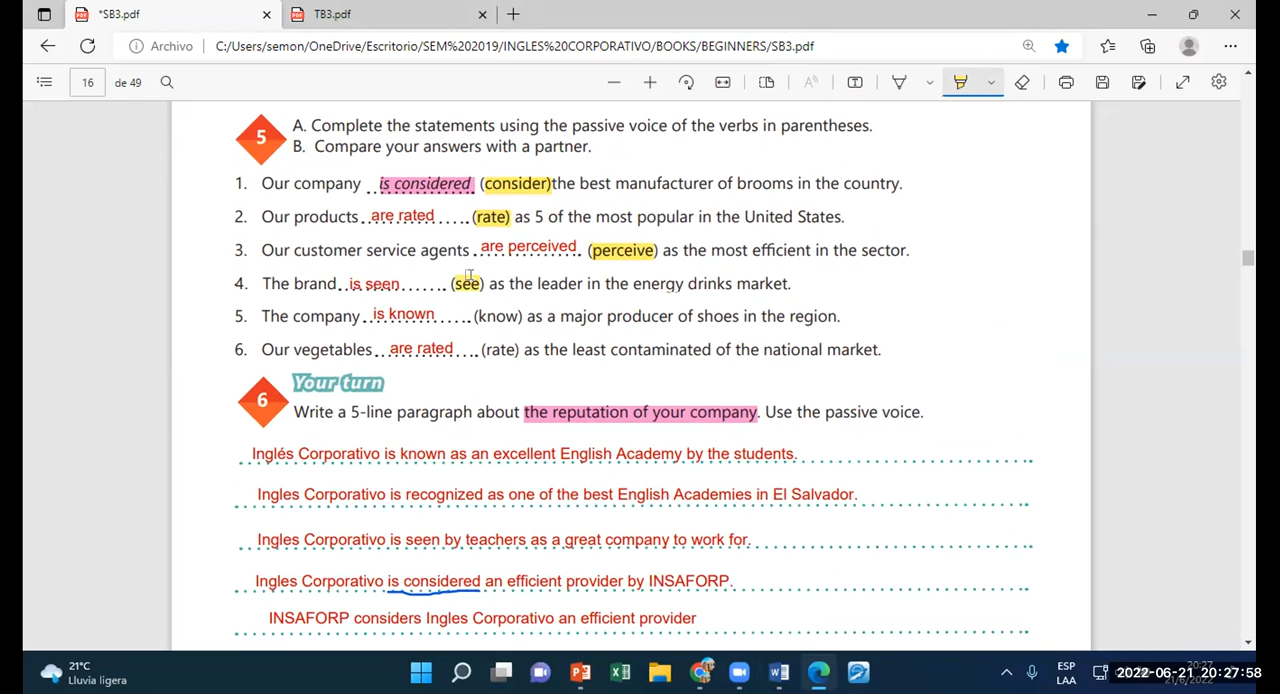 *SB3.pdf
TB3.pdf
Archivo C:/Users/semon/OneDrive/Escritorio/SEM%202019/INGLES%20CORPORATIVO/BOOKS/BEGINNERS/SB3.pdf
16 de 49
5
A. Complete the statements using the passive voice of the verbs in parentheses.
B. Compare your answers with a partner.
1. Our company ..is considered (consider)the best manufacturer of brooms in the country.
2. Our products ..are rated.....(rate) as 5 of the most popular in the United States.
3. Our customer service agents ..are perceived. (perceive) as the most efficient in the sector.
4. The brand..is seen....... (see) as the leader in the energy drinks market.
5. The company ..is known.....(know) as a major producer of shoes in the region.
6. Our vegetables...are rated....(rate) as the least contaminated of the national market.
6
Your turn
Write a 5-line paragraph about the reputation of your company. Use the passive voice.
Inglés Corporativo is known as an excellent English Academy by the students.
Ingles Corporativo is recognized as one of the best English Academies in El Salvador.
Ingles Corporativo is seen by teachers as a great company to work for.
Ingles Corporativo is considered an efficient provider by INSAFORP.
INSAFORP considers Ingles Corporativo an efficient provider
21°C
Lluvia ligera
ESP
LAA
2022-06-21 20:27:58